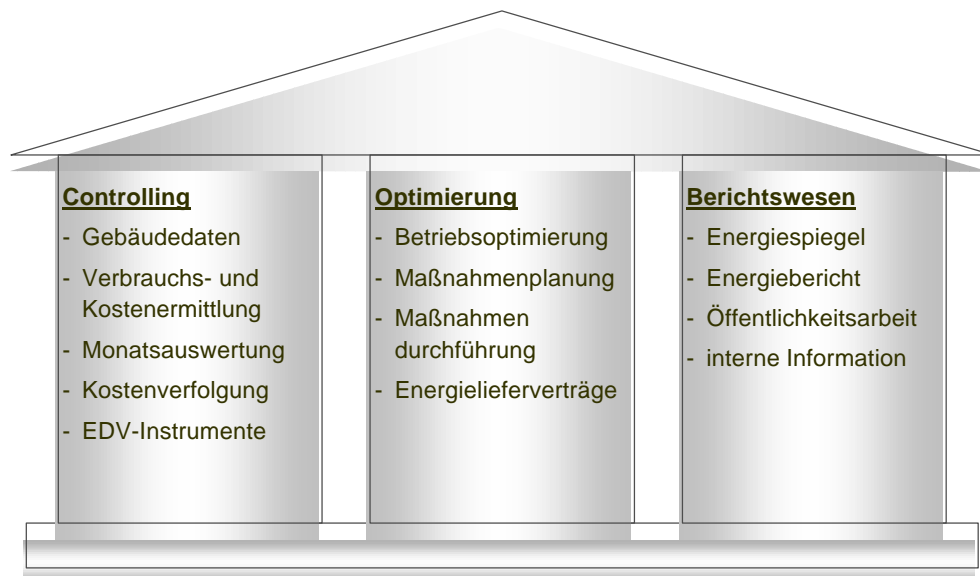 Controlling
- Gebäudedaten
- Verbrauchs- und
Kostenermittlung
- Monatsauswertung
- Kostenverfolgung
- EDV-Instrumente
Optimierung
- Betriebsoptimierung
- Maßnahmenplanung
- Maßnahmen
durchführung
- Energielieferverträge
Berichtswesen
- Energiespiegel
- Energiebericht
- Öffentlichkeitsarbeit
- interne Information